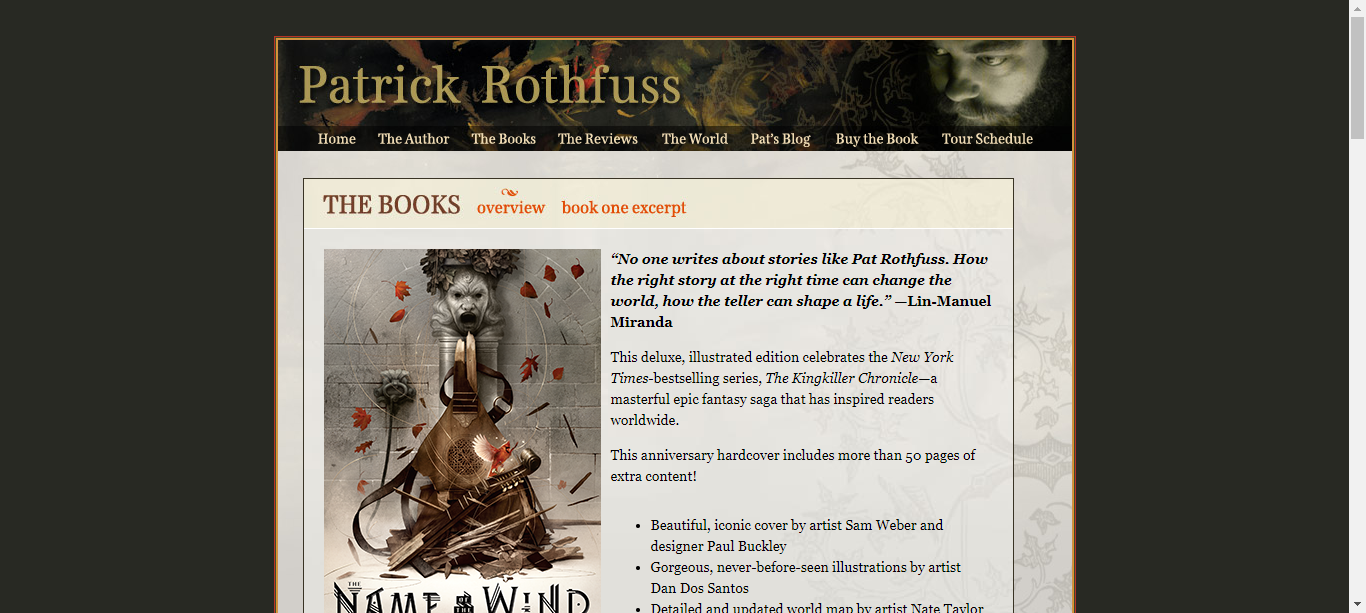 Patrick Rothfuss
Home The Author The Books The Reviews The World Pat's Blog Buy the Book Tour Schedule
THE BOOKS overview book one excerpt
“No one writes about stories like Pat Rothfuss. How
the right story at the right time can change the
world, how the teller can shape a life.” —Lin-Manuel
Miranda
This deluxe, illustrated edition celebrates the New York
Times-bestselling series, The Kingkiller Chronicle—a
masterful epic fantasy saga that has inspired readers
worldwide.
This anniversary hardcover includes more than 50 pages of
extra content!
• Beautiful, iconic cover by artist Sam Weber and
designer Paul Buckley
• Gorgeous, never-before-seen illustrations by artist
Dan Dos Santos
• Detailed and updated world map by artist Nate Taylor
THE
NAME OF THE WIND